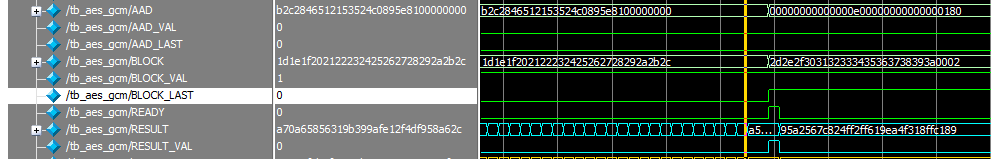 /tb_aes_gcm/AAD b2c2846512153524c0895e8100000000 b2c2846512153524c0895e8100000000 00000000000000e00000000000000180
/tb_aes_gcm/AAD_VAL 0
/tb_aes_gcm/AAD_LAST 0
/tb_aes_gcm/BLOCK 1d1e1f202122232425262728292a2b2c 1d1e1f202122232425262728292a2b2c 2d2e2f303132333435363738393a0002
/tb_aes_gcm/BLOCK_VAL 1
/tb_aes_gcm/BLOCK_LAST 0
/tb_aes_gcm/READY 0
/tb_aes_gcm/RESULT a70a65856319b399afe12f4df958a62c a5... 95a2567c824ff2ff619ea4f318ffc189
/tb_aes_gcm/RESULT_VAL 0